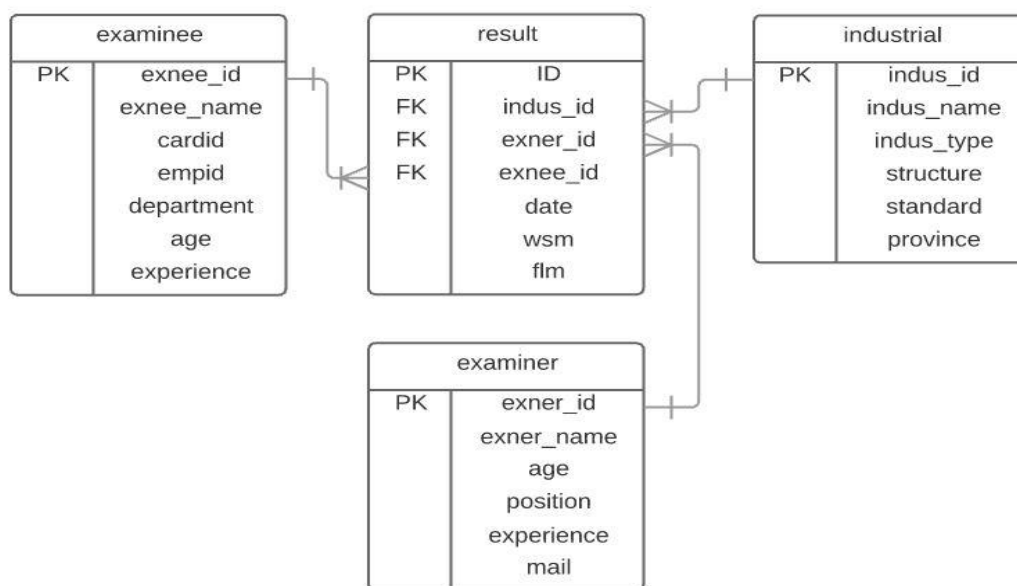 examinee
PK exnee_id
exnee_name
cardid
empid
department
age
experience
result
PK ID
FK indus_id
FK exner_id
FK exnee_id
date
wsm
flm
industrial
PK indus_id
indus_name
indus_type
structure
standard
province
examiner
PK exner_id
exner_name
age
position
experience
mail